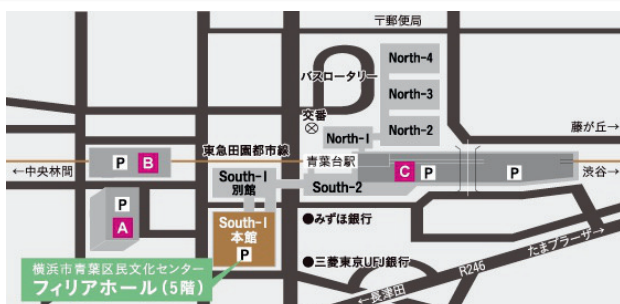 〒郵便局
バスロータリー
North-4
North-3
North-2
North-1
交番
藤が丘→
東急田園都市線
青葉台駅
P B
←中央林間
South-1
別館
South-2
C P
P
渋谷→
P
A
South-1
本館
P
●みずほ銀行
●三菱東京UFJ銀行
たまプラーザ→
R246
←長津田
横浜市青葉区民文化センター
フィリアホール(5階)